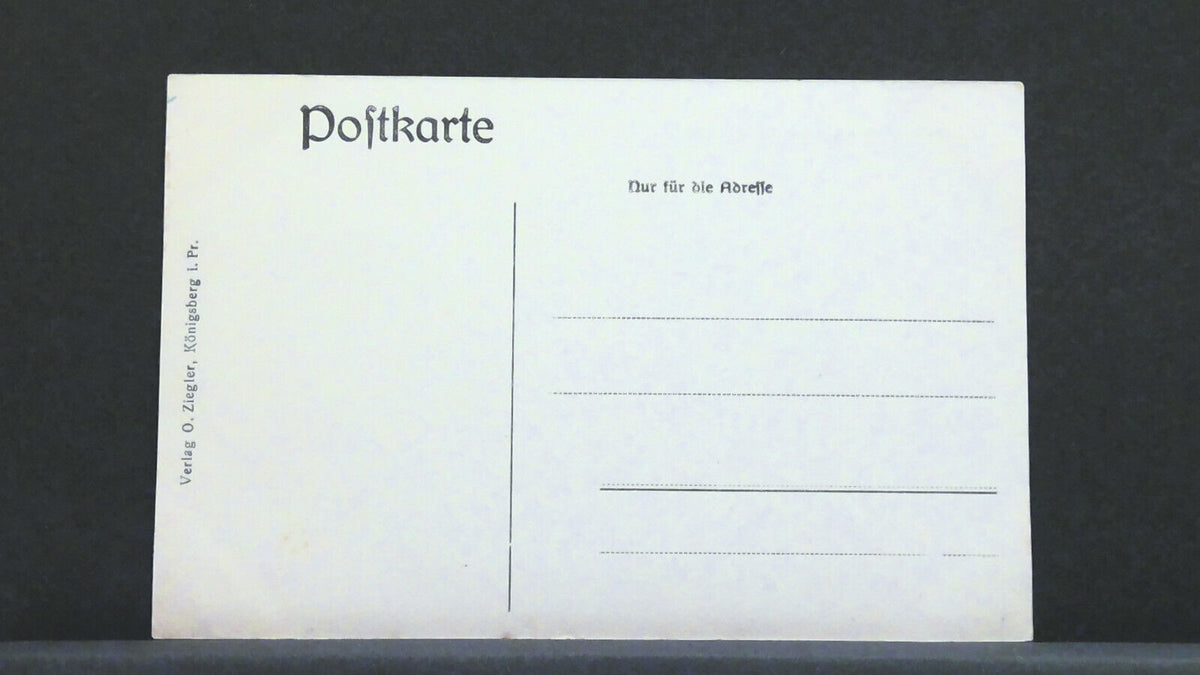 Poſtkarte
Nur für die Adreſſe
Verlag O. Ziegler, Königsberg i. Pr.